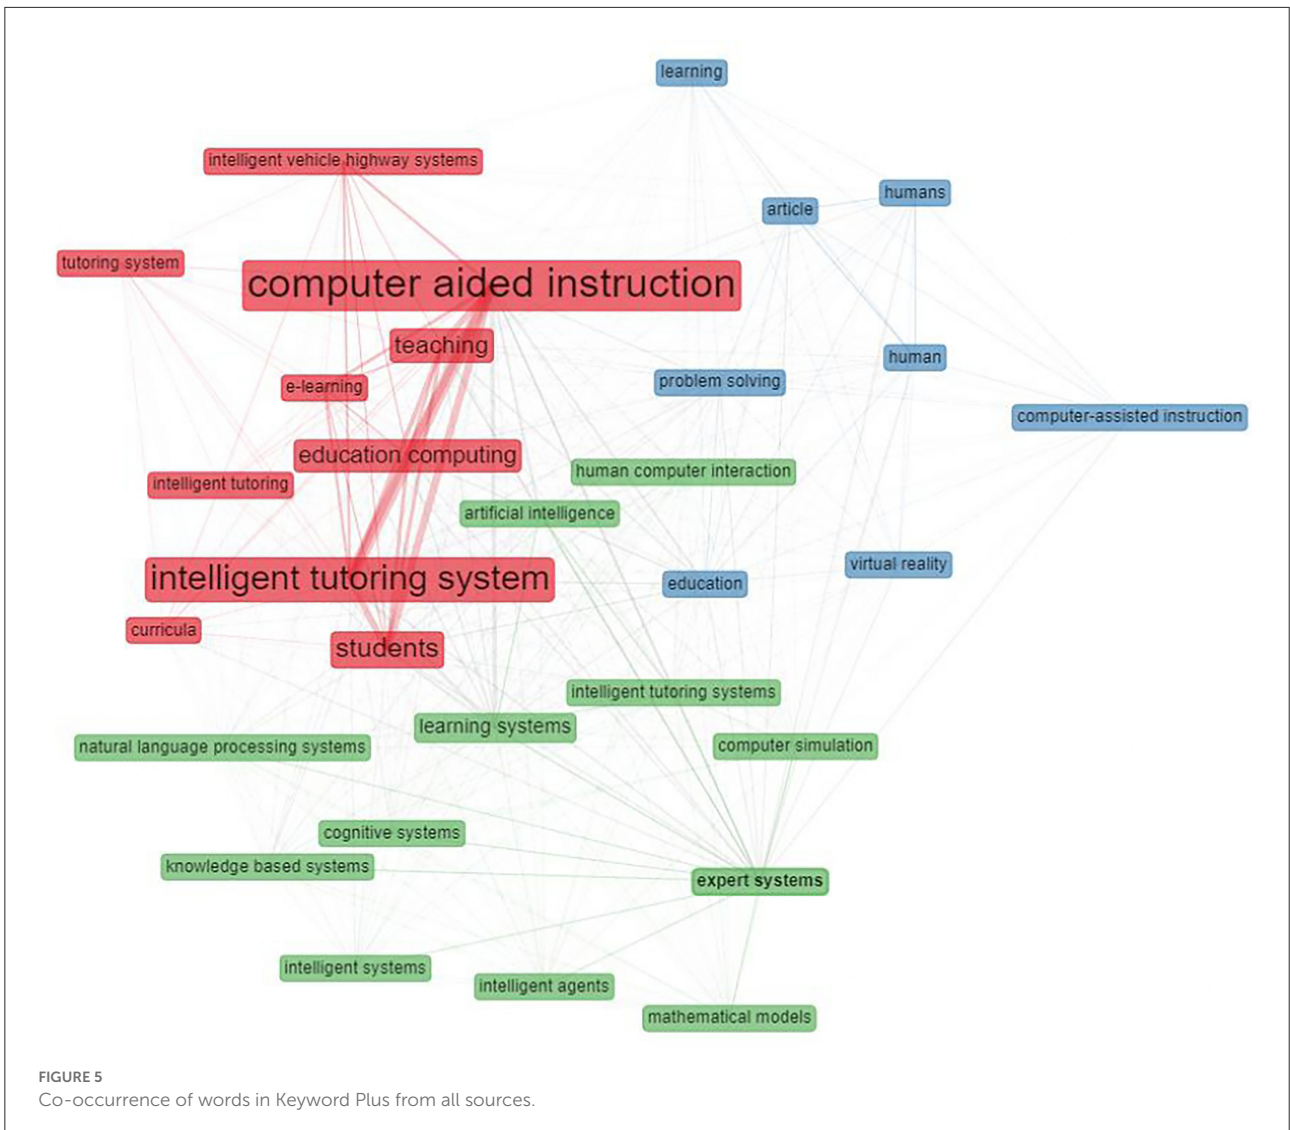 learning
intelligent vehicle highway systems
humans
article
tutoring system
computer aided instruction
teaching
human
e-learning
problem solving
computer-assisted instruction
education computing
human computer interaction
intelligent tutoring
artificial intelligence
virtual reality
intelligent tutoring system
education
curricula
students
intelligent tutoring systems
learning systems
natural language processing systems
computer simulation
cognitive systems
knowledge based systems
expert systems
intelligent systems
intelligent agents
mathematical models
FIGURE 5
Co-occurrence of words in Keyword Plus from all sources.